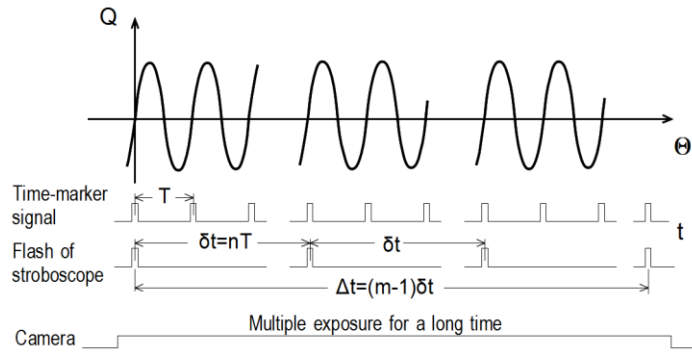 Q
Θ
Time-marker
signal
T
t
Flash of
stroboscope
δt=nT
δt
Δt=(m-1)δt
Camera
Multiple exposure for a long time